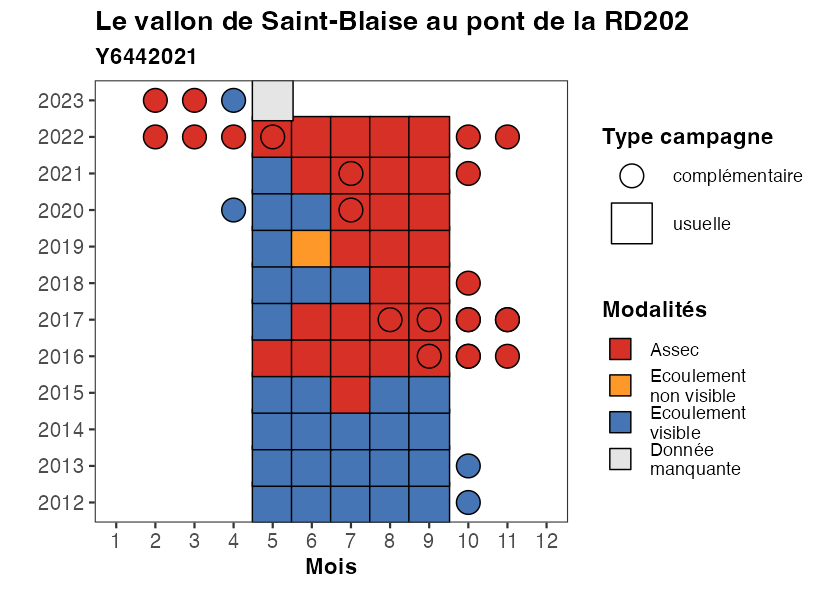 Le vallon de Saint-Blaise au pont de la RD202
Y6442021
2023
2022
2021
2020
2019
2018
2017
2016
2015
2014
2013
2012
1 2 3 4 5 6 7 8 9 10 11 12
Mois
Type campagne
complémentaire
usuelle
Modalités
Assec
Ecoulement
non visible
Ecoulement
visible
Donnée
manquante